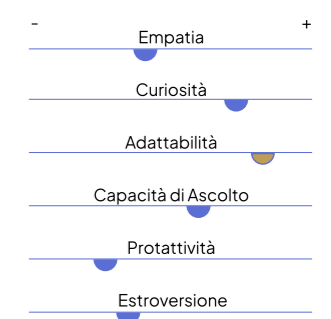 - +
Empatia
Curiosità
Adattabilità
Capacità di Ascolto
Protattività
Estroversione